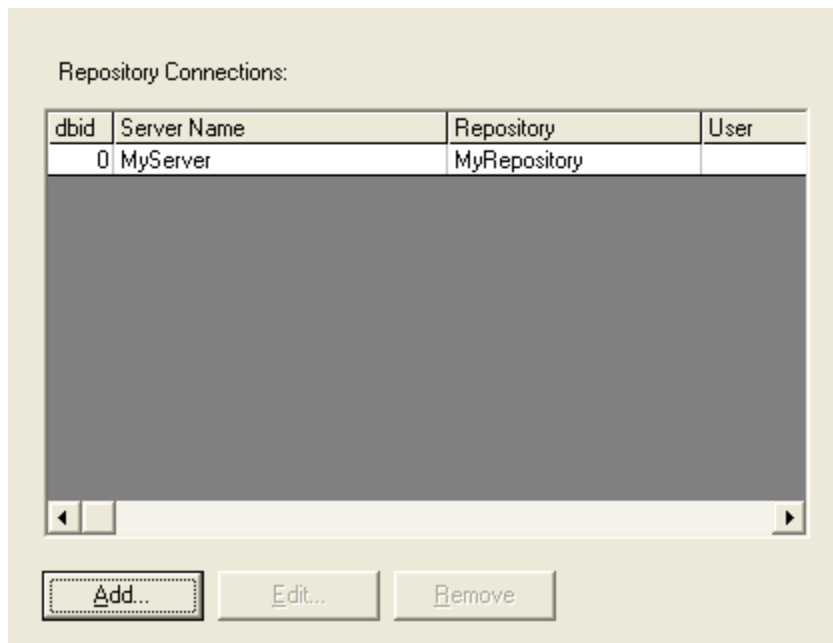 Repository Connections:
dbid Server Name Repository User
0 MyServer MyRepository
Add... Edit... Remove